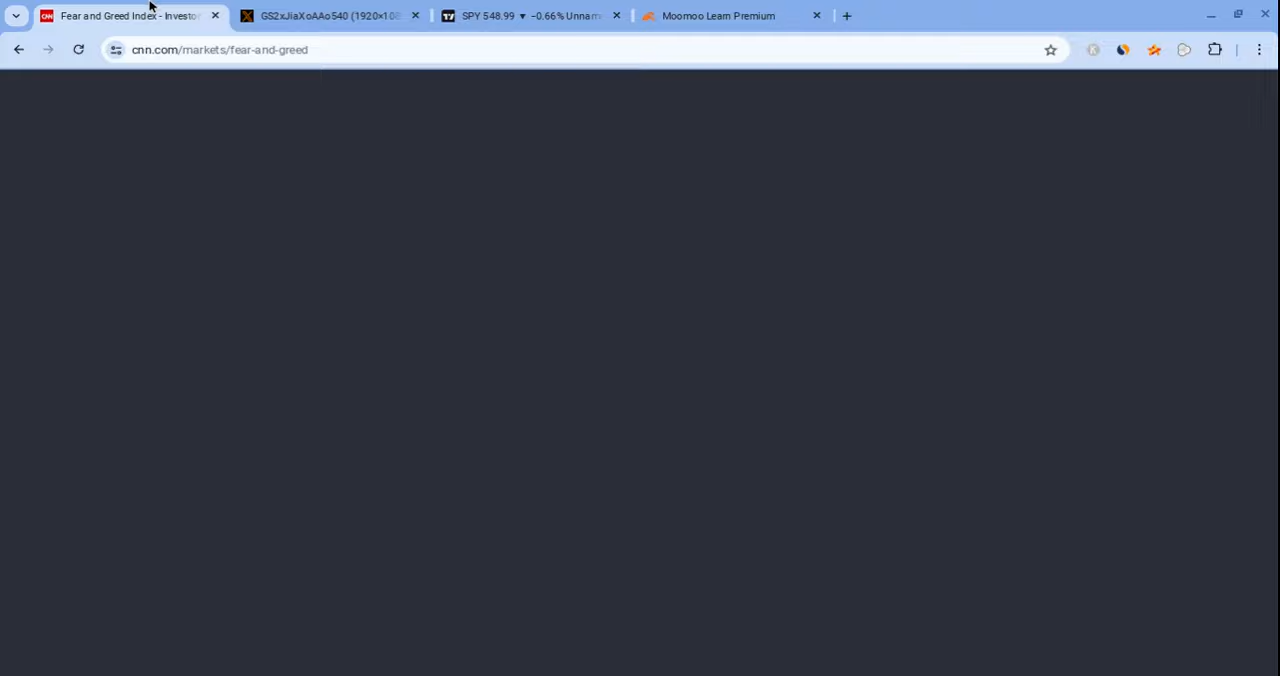 CNN Fear and Greed Index - Investor
GS2xJiaXoAAo540 (1920×108
SPY 548.99 ▼ −0.66% Unnam
Moomoo Learn Premium
cnn.com/markets/fear-and-greed